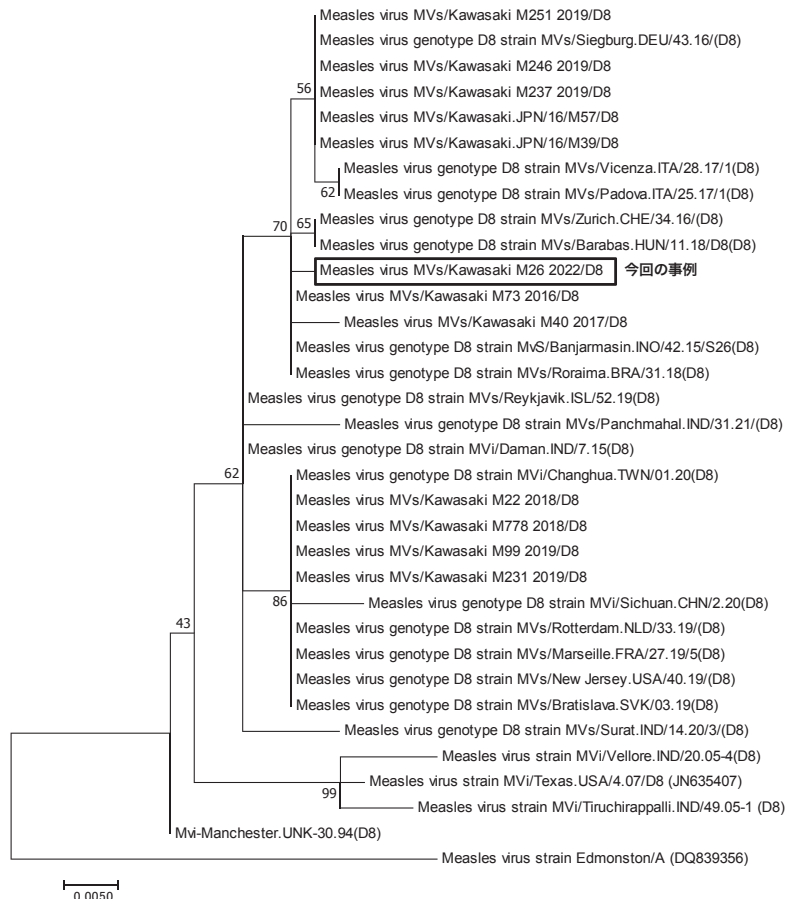 Measles virus MVs/Kawasaki M251 2019/D8
Measles virus genotype D8 strain MVs/Siegburg.DEU/43.16/(D8)
56
Measles virus MVs/Kawasaki M246 2019/D8
Measles virus MVs/Kawasaki M237 2019/D8
Measles virus MVs/Kawasaki.JPN/16/M57/D8
Measles virus MVs/Kawasaki.JPN/16/M39/D8
Measles virus genotype D8 strain MVs/Vicenza.ITA/28.17/1(D8)
62
Measles virus genotype D8 strain MVs/Padova.ITA/25.17/1(D8)
Measles virus genotype D8 strain MVs/Zurich.CHE/34.16/(D8)
70
65
Measles virus genotype D8 strain MVs/Barabas.HUN/11.18/D8(D8)
Measles virus MVs/Kawasaki M26 2022/D8 今回の事例
Measles virus MVs/Kawasaki M73 2016/D8
Measles virus MVs/Kawasaki M40 2017/D8
Measles virus genotype D8 strain MvS/Banjarmasin.INO/42.15/S26(D8)
Measles virus genotype D8 strain MVs/Roraima.BRA/31.18(D8)
Measles virus genotype D8 strain MVs/Reykjavik.ISL/52.19(D8)
Measles virus genotype D8 strain MVs/Panchmahal.IND/31.21/(D8)
Measles virus genotype D8 strain MVi/Daman.IND/7.15(D8)
62
Measles virus genotype D8 strain MVi/Changhua.TWN/01.20(D8)
Measles virus MVs/Kawasaki M22 2018/D8
Measles virus MVs/Kawasaki M778 2018/D8
Measles virus MVs/Kawasaki M99 2019/D8
Measles virus MVs/Kawasaki M231 2019/D8
86
Measles virus genotype D8 strain MVi/Sichuan.CHN/2.20(D8)
43
Measles virus genotype D8 strain MVs/Rotterdam.NLD/33.19/(D8)
Measles virus genotype D8 strain MVs/Marseille.FRA/27.19/5(D8)
Measles virus genotype D8 strain MVs/New Jersey.USA/40.19/(D8)
Measles virus genotype D8 strain MVs/Bratislava.SVK/03.19(D8)
Measles virus genotype D8 strain MVs/Surat.IND/14.20/3/(D8)
Measles virus strain MVi/Vellore.IND/20.05-4(D8)
Measles virus strain MVi/Texas.USA/4.07/D8 (JN635407)
99
Measles virus strain MVi/Tiruchirappalli.IND/49.05-1 (D8)
Mvi-Manchester.UNK-30.94(D8)
Measles virus strain Edmonston/A (DQ839356)
0.0050